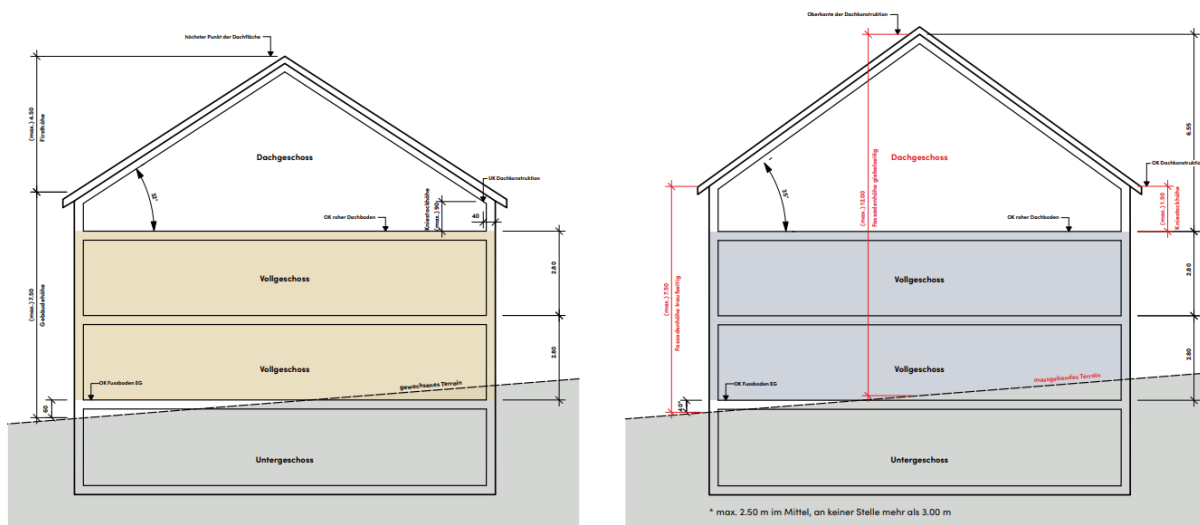 höchster Punkt der Dachfläche
(max.) 4.50
Firsthöhe
Dachgeschoss
UK Dachkonstruktion
Kniestockhöhe
(max.) 90
40
OK roher Dachboden
(max.) 7.50
Gebäudehöhe
Vollgeschoss
2.80
Vollgeschoss
2.80
OK Fussboden EG
gewachsenes Terrain
60
Untergeschoss
Oberkante der Dachkonstruktion
6.55
Dachgeschoss
OK Dachkonstruktion
35°
(max.) 12.00
Fassadenhöhe giebelseitig
(max.) 1.50
Kniestockhöhe
OK roher Dachboden
(max.) 7.50
Fassadenhöhe traufseitig
Vollgeschoss
2.80
Vollgeschoss
2.80
OK Fussboden EG
massgebendes Terrain
Untergeschoss
* max. 2.50 m im Mittel, an keiner Stelle mehr als 3.00 m